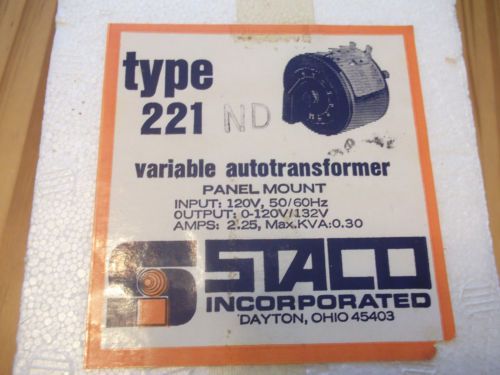 type
221 ND
variable autotransformer
PANEL MOUNT
INPUT: 120V, 50/60Hz
OUTPUT: 0-120V/132V
AMPS: 2.25, Max.KVA:0.30
STACO
INCORPORATED
DAYTON, OHIO 45403